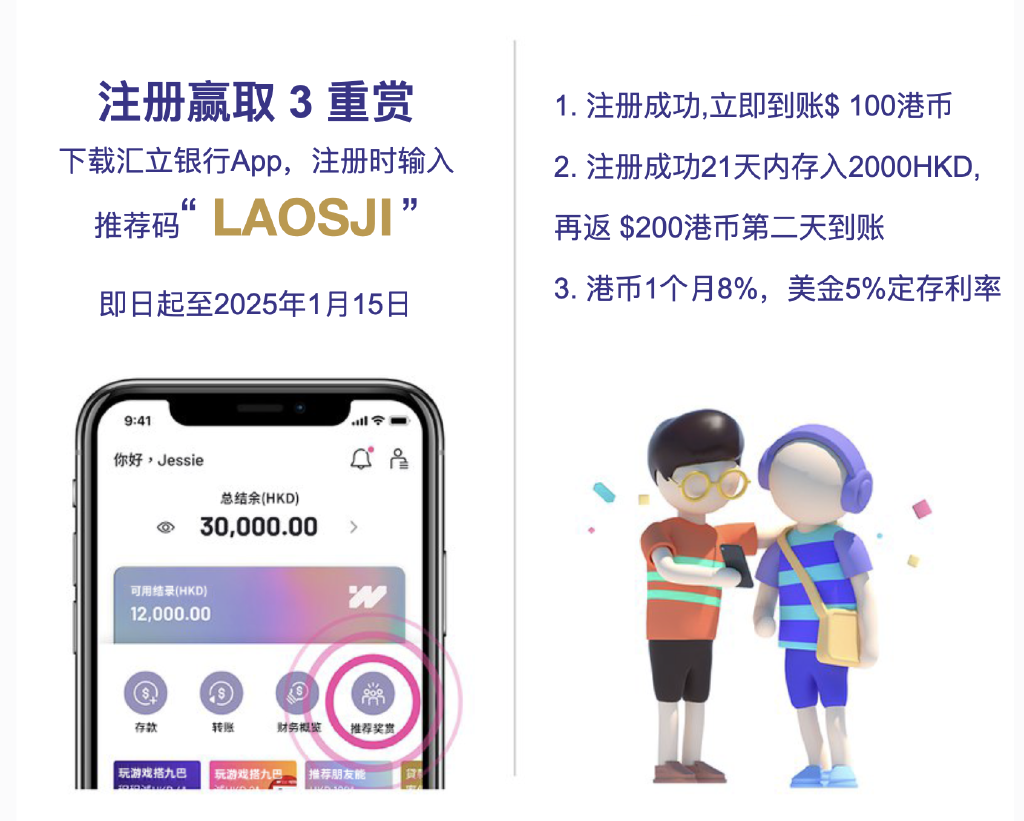 注册赢取 3 重赏
下载汇立银行App，注册时输入
推荐码“ LAOSJI ”
即日起至2025年1月15日
1. 注册成功,立即到账$ 100港币
2. 注册成功21天内存入2000HKD,
再返 $200港币第二天到账
3. 港币1个月8%，美金5%定存利率
9:41
你好，Jessie
总结余(HKD)
30,000.00
可用结录(HKD)
12,000.00
存款 转账 财务概览 推荐奖赏
玩游戏搭九巴 玩游戏搭九巴 推荐朋友能